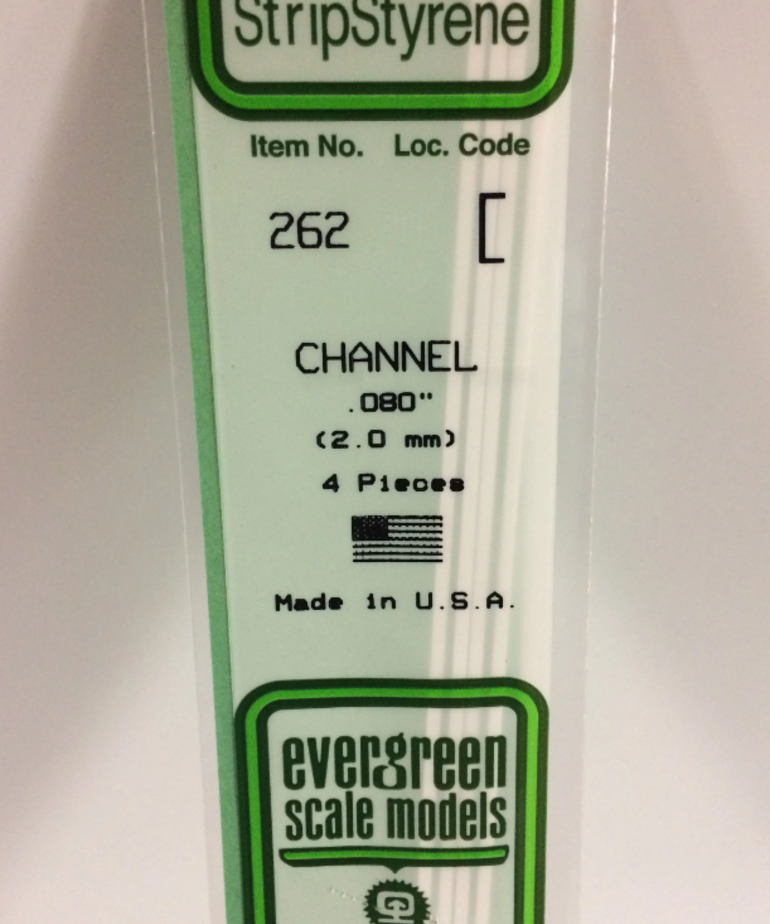 StripStyrene
Item No. Loc. Code
262 [
CHANNEL
.080"
(2.0 mm)
4 Pieces
Made in U.S.A.
evergreen
scale models